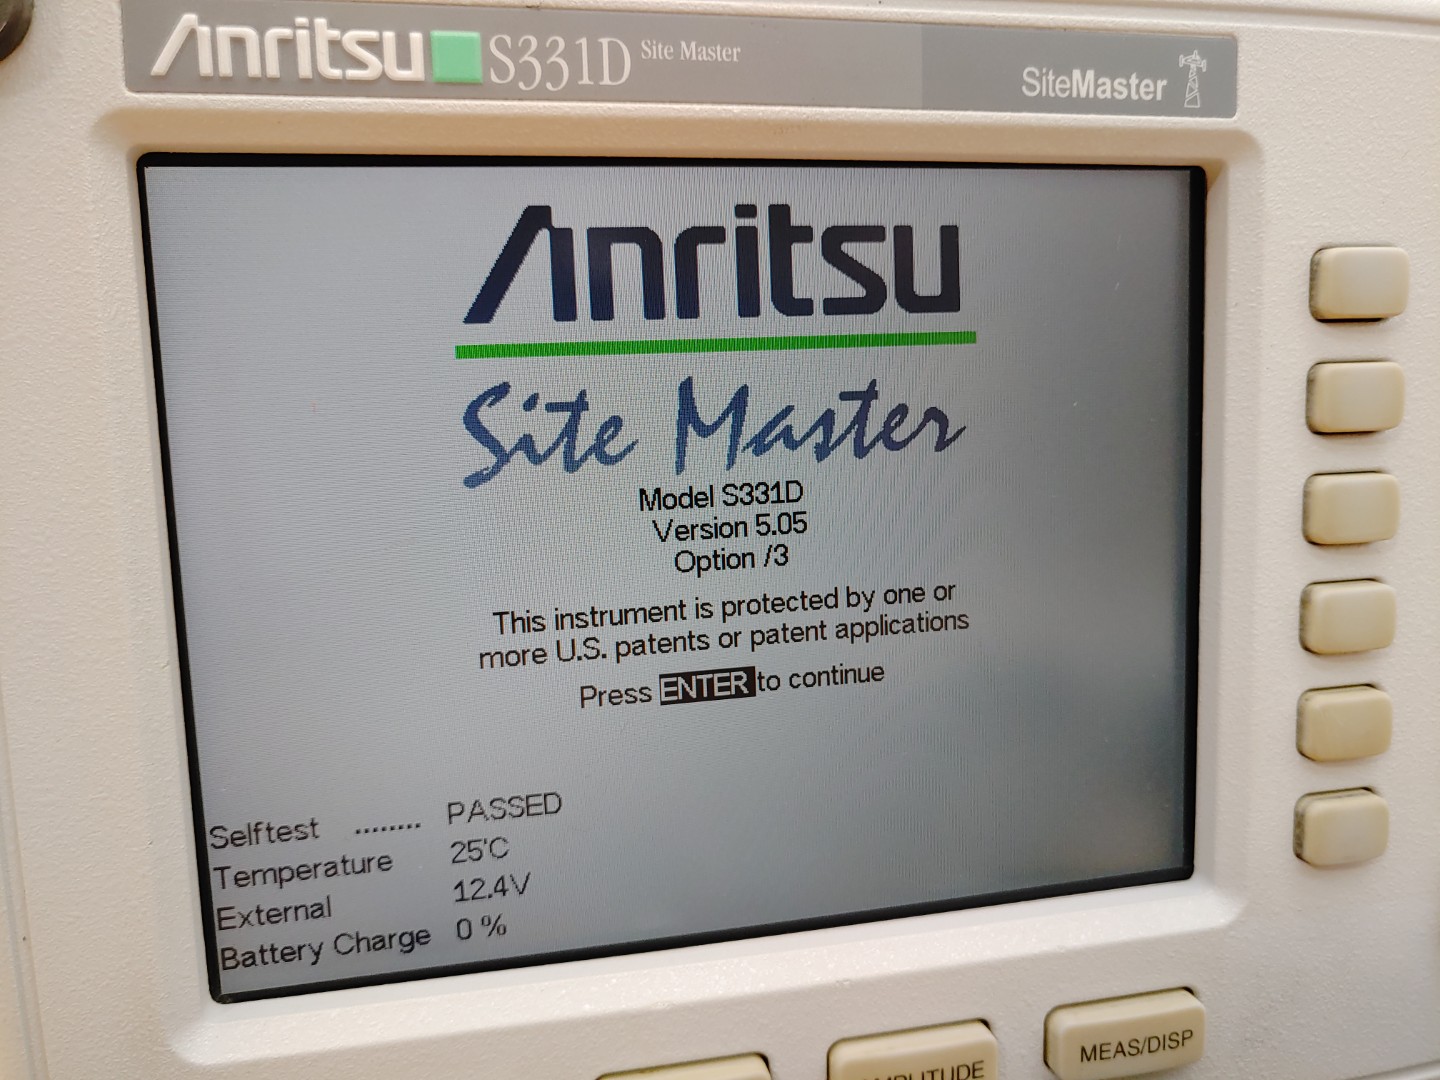 Anritsu S331D Site Master
SiteMaster
Anritsu
Site Master
Model S331D
Version 5.05
Option /3
This instrument is protected by one or
more U.S. patents or patent applications
Press ENTER to continue
Selftest ........ PASSED
Temperature 25'C
External 12.4V
Battery Charge 0 %
AMPLITUDE
MEAS/DISP